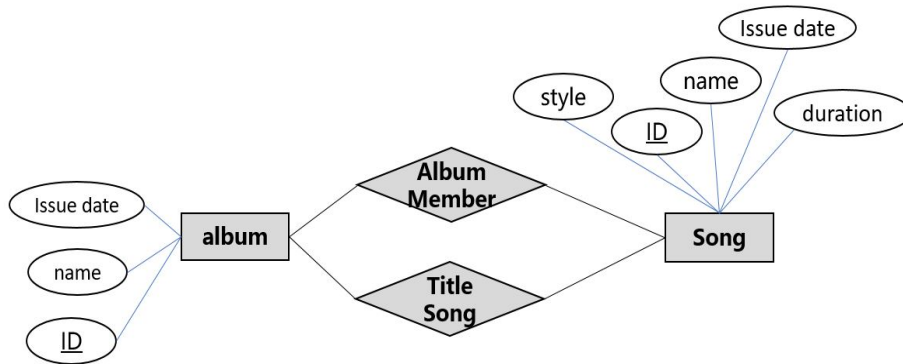 Issue date
name
style
ID
duration
Album
Member
Issue date
album
Song
name
Title
Song
ID